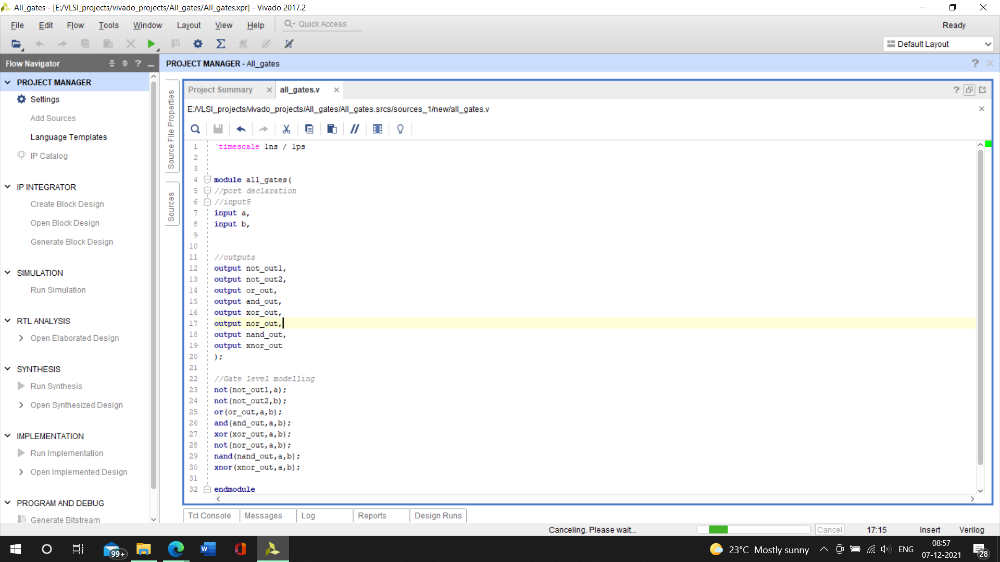 All_gates - [E:/VLSI_projects/vivado_projects/All_gates/All_gates.xpr] - Vivado 2017.2
File Edit Flow Tools Window Layout View Help Quick Access Ready
Default Layout
Flow Navigator
PROJECT MANAGER - All_gates
PROJECT MANAGER
Settings
Add Sources
Language Templates
IP Catalog
IP INTEGRATOR
Create Block Design
Open Block Design
Generate Block Design
SIMULATION
Run Simulation
RTL ANALYSIS
Open Elaborated Design
SYNTHESIS
Run Synthesis
Open Synthesized Design
IMPLEMENTATION
Run Implementation
Open Implemented Design
PROGRAM AND DEBUG
Generate Bitstream
Source File Properties
Sources
Project Summary
all_gates.v
E:/VLSI_projects/vivado_projects/All_gates/All_gates.srcs/sources_1/new/all_gates.v
1 `timescale 1ns / 1ps
2
3
4 module all_gates(
5 //port declaration
6 //input5
7 input a,
8 input b,
9
10
11 //outputs
12 output not_out1,
13 output not_out2,
14 output or_out,
15 output and_out,
16 output xor_out,
17 output nor_out,
18 output nand_out,
19 output xnor_out
20 );
21
22 //Gate level modelling
23 not(not_out1,a);
24 not(not_out2,b);
25 or(or_out,a,b);
26 and(and_out,a,b);
27 xor(xor_out,a,b);
28 not(nor_out,a,b);
29 nand(nand_out,a,b);
30 xnor(xnor_out,a,b);
31
32 endmodule
Tcl Console Messages Log Reports Design Runs
Canceling. Please wait... Cancel 17:15 Insert Verilog
99+
23°C Mostly sunny
ENG
08:57
07-12-2021
28